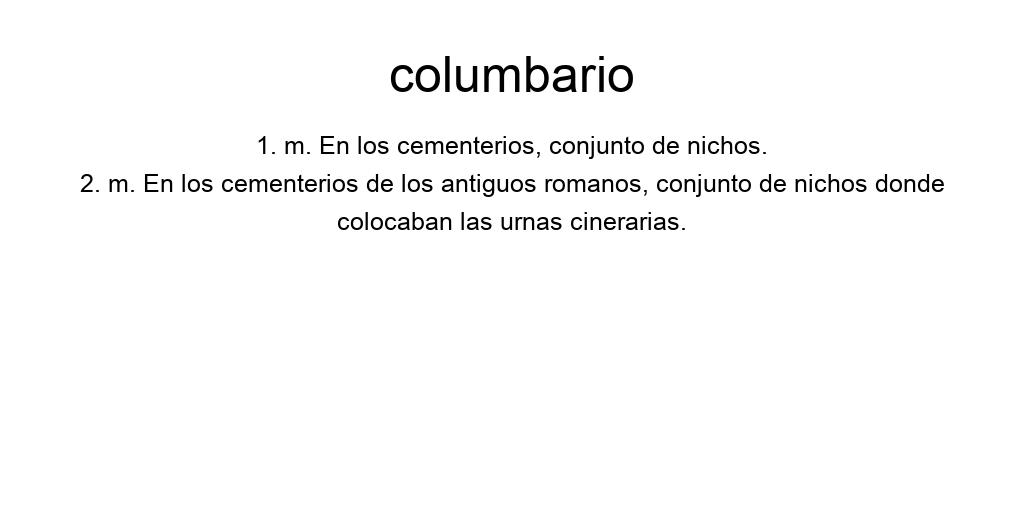 columbario
1. m. En los cementerios, conjunto de nichos.
2. m. En los cementerios de los antiguos romanos, conjunto de nichos donde
colocaban las urnas cinerarias.